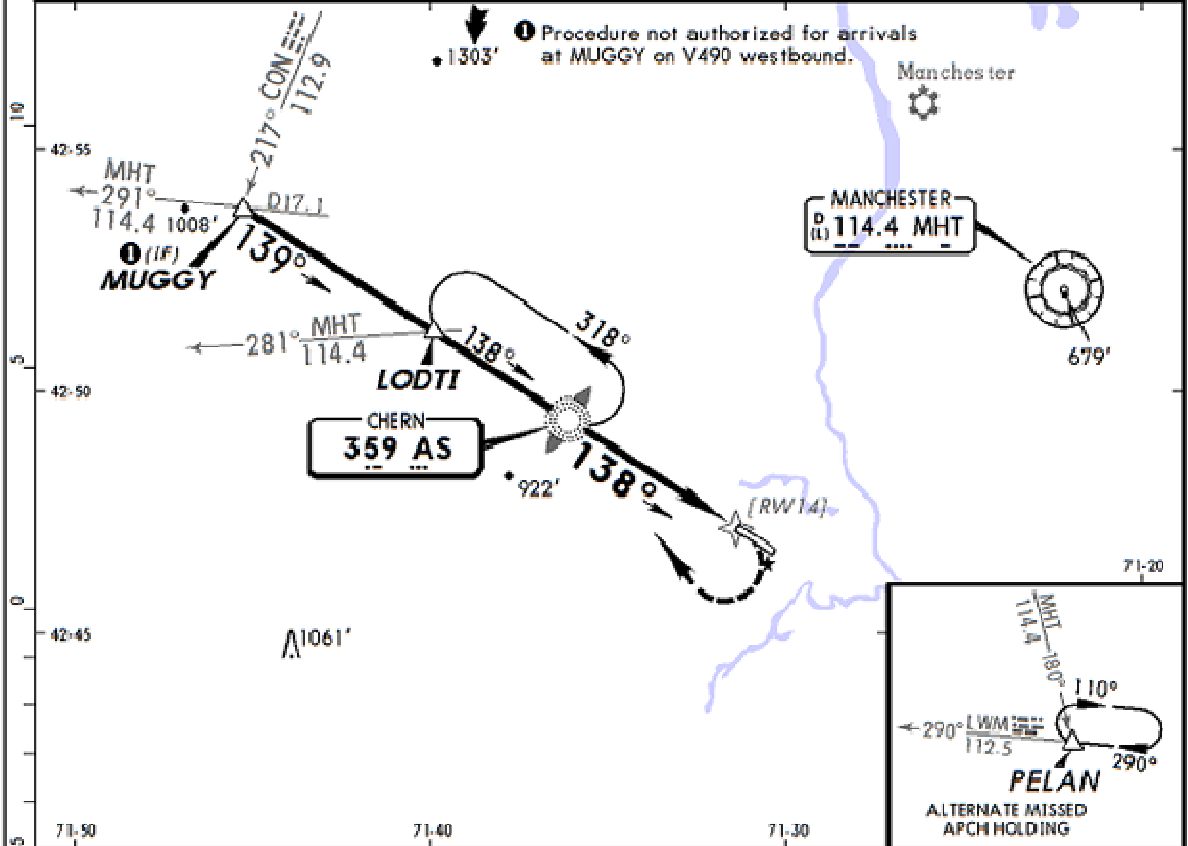 ❶ Procedure not authorized for arrivals
at MUGGY on V490 westbound.
1303'
217° CON
112.9
Manchester
10
42-55
MHT
291°
114.4
1008'
D17.1
❶ (IF)
MUGGY
139°
MANCHESTER
D
(L)
114.4 MHT
679'
281° MHT
114.4
LODTI
138°
318°
5
42-50
CHERN
359 AS
138°
922'
[RW14]
71-20
0
42-45
1061'
MHT
114.4
180°
110°
290° LWM
112.5
290°
PELAN
ALTERNATE MISSED
APCH HOLDING
5
71-50
71-40
71-30